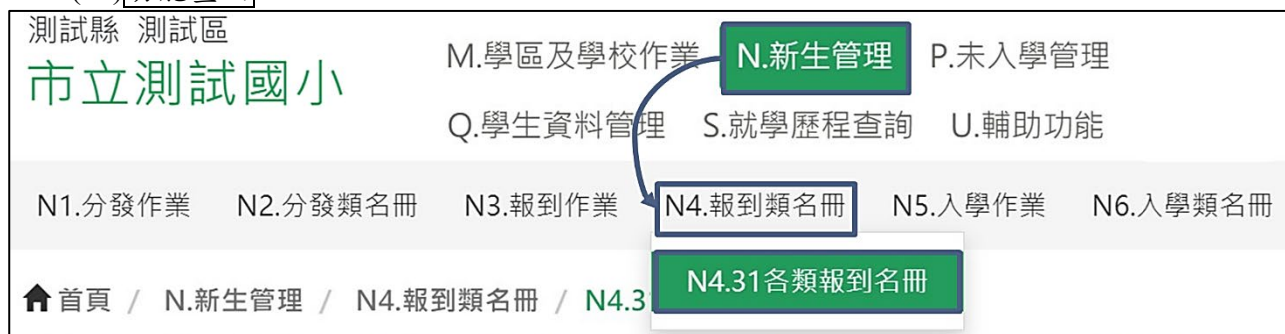 測試縣 測試區
市立測試國小
M.學區及學校作業 N.新生管理 P.未入學管理
Q.學生資料管理 S.就學歷程查詢 U.輔助功能
N1.分發作業 N2.分發類名冊 N3.報到作業 N4.報到類名冊 N5.入學作業 N6.入學類名冊
N4.31各類報到名冊
首頁 / N.新生管理 / N4.報到類名冊 / N4.3